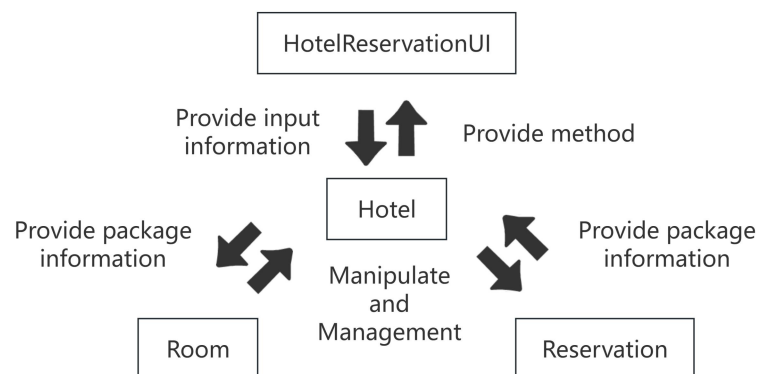 HotelReservationUI
Provide input
information
Provide method
Hotel
Provide package
information
Provide package
information
Manipulate
and
Management
Room
Reservation